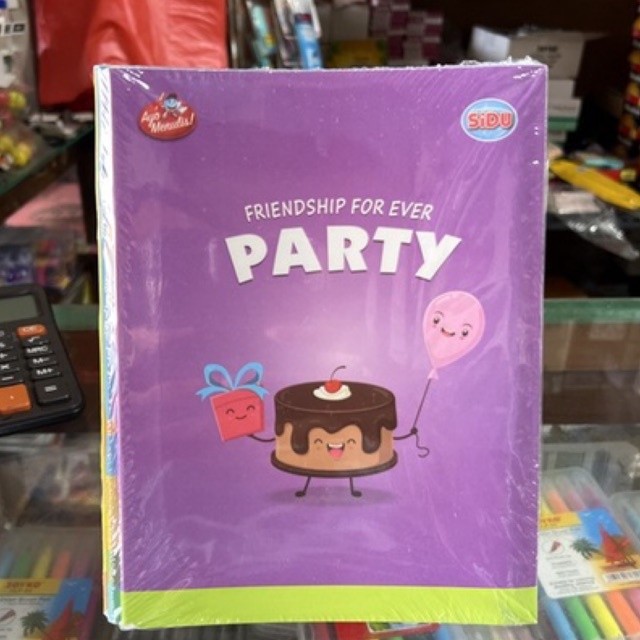 Ayo
Menulis!
SiDU
FRIENDSHIP FOR EVER
PARTY